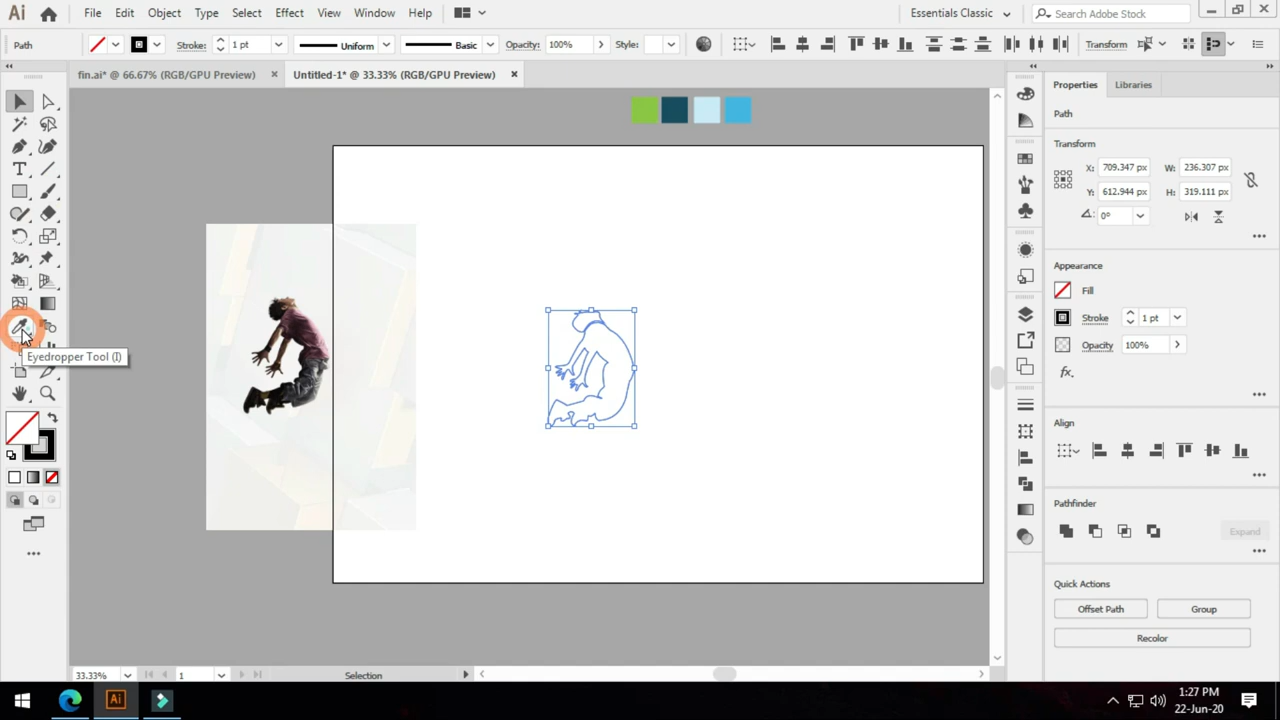 Ai File Edit Object Type Select Effect View Window Help Essentials Classic Search Adobe Stock
Path Stroke: 1 pt Uniform Basic Opacity: 100% Style: Transform
fin.ai* @ 66.67% (RGB/GPU Preview) Untitled-1* @ 33.33% (RGB/GPU Preview)
Properties Libraries
Path
Transform
X: 709.347 px W: 236.307 px
Y: 612.944 px H: 319.111 px
0°
Appearance
Fill
Stroke 1 pt
Opacity 100%
fx.
Align
Pathfinder
Expand
Quick Actions
Offset Path Group
Recolor
Eyedropper Tool (I)
33.33% 1 Selection
Ai 1:27 PM
22-Jun-20